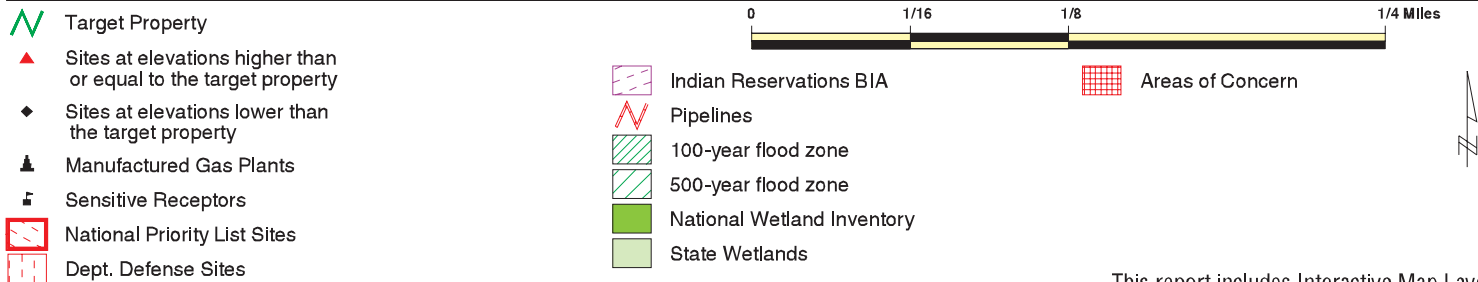 0 1/16 1/8 1/4 Miles
Target Property
Sites at elevations higher than
or equal to the target property
Sites at elevations lower than
the target property
Manufactured Gas Plants
Sensitive Receptors
National Priority List Sites
Dept. Defense Sites
Indian Reservations BIA
Pipelines
100-year flood zone
500-year flood zone
National Wetland Inventory
State Wetlands
Areas of Concern
This report includes Interactive Map